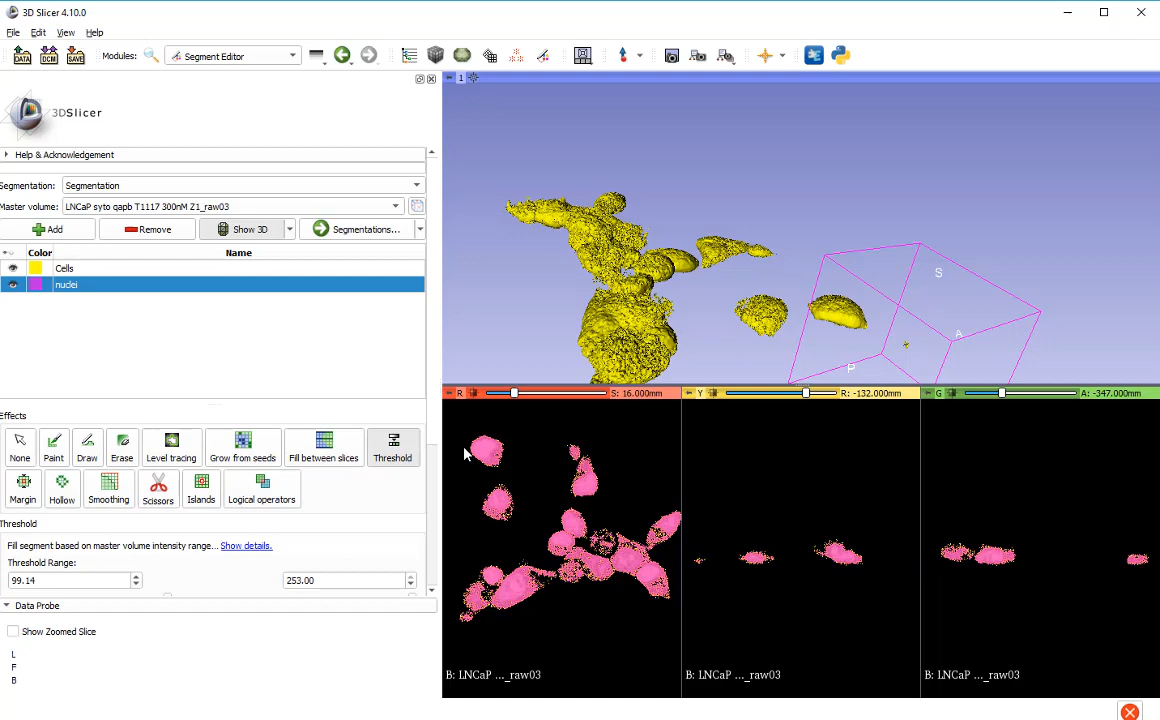 3D Slicer 4.10.0
File Edit View Help
DATA DCM SAVE Modules: Segment Editor
1
3DSlicer
Help & Acknowledgement
Segmentation: Segmentation
Master volume: LNCaP syto qapb T1117 300nM Z1_raw03
Add Remove Show 3D Segmentations...
Color Name
Cells
nuclei
S
A
P
R S: 16.000mm Y R: -132.000mm G A: -347.000mm
Effects
None Paint Draw Erase Level tracing Grow from seeds Fill between slices Threshold
Margin Hollow Smoothing Scissors Islands Logical operators
Threshold
Fill segment based on master volume intensity range... Show details.
Threshold Range:
99.14 253.00
Data Probe
Show Zoomed Slice
L
F
B
B: LNCaP ..._raw03 B: LNCaP ..._raw03 B: LNCaP ..._raw03